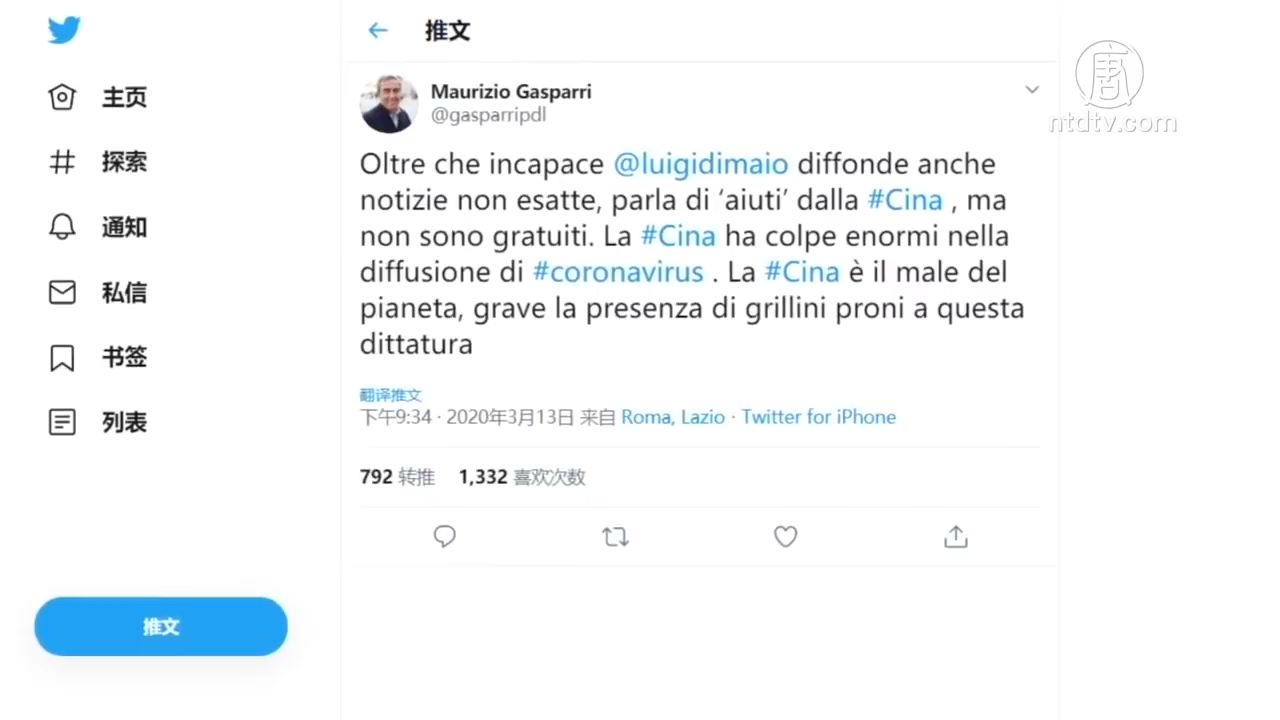 推文
主页
探索
通知
私信
书签
列表
推文
Maurizio Gasparri
@gasparripdl
Oltre che incapace @luigidimaio diffonde anche
notizie non esatte, parla di ‘aiuti’ dalla #Cina , ma
non sono gratuiti. La #Cina ha colpe enormi nella
diffusione di #coronavirus . La #Cina è il male del
pianeta, grave la presenza di grillini proni a questa
dittatura
翻译推文
下午9:34 · 2020年3月13日 来自 Roma, Lazio · Twitter for iPhone
792 转推 1,332 喜欢次数
唐
ntdtv.com